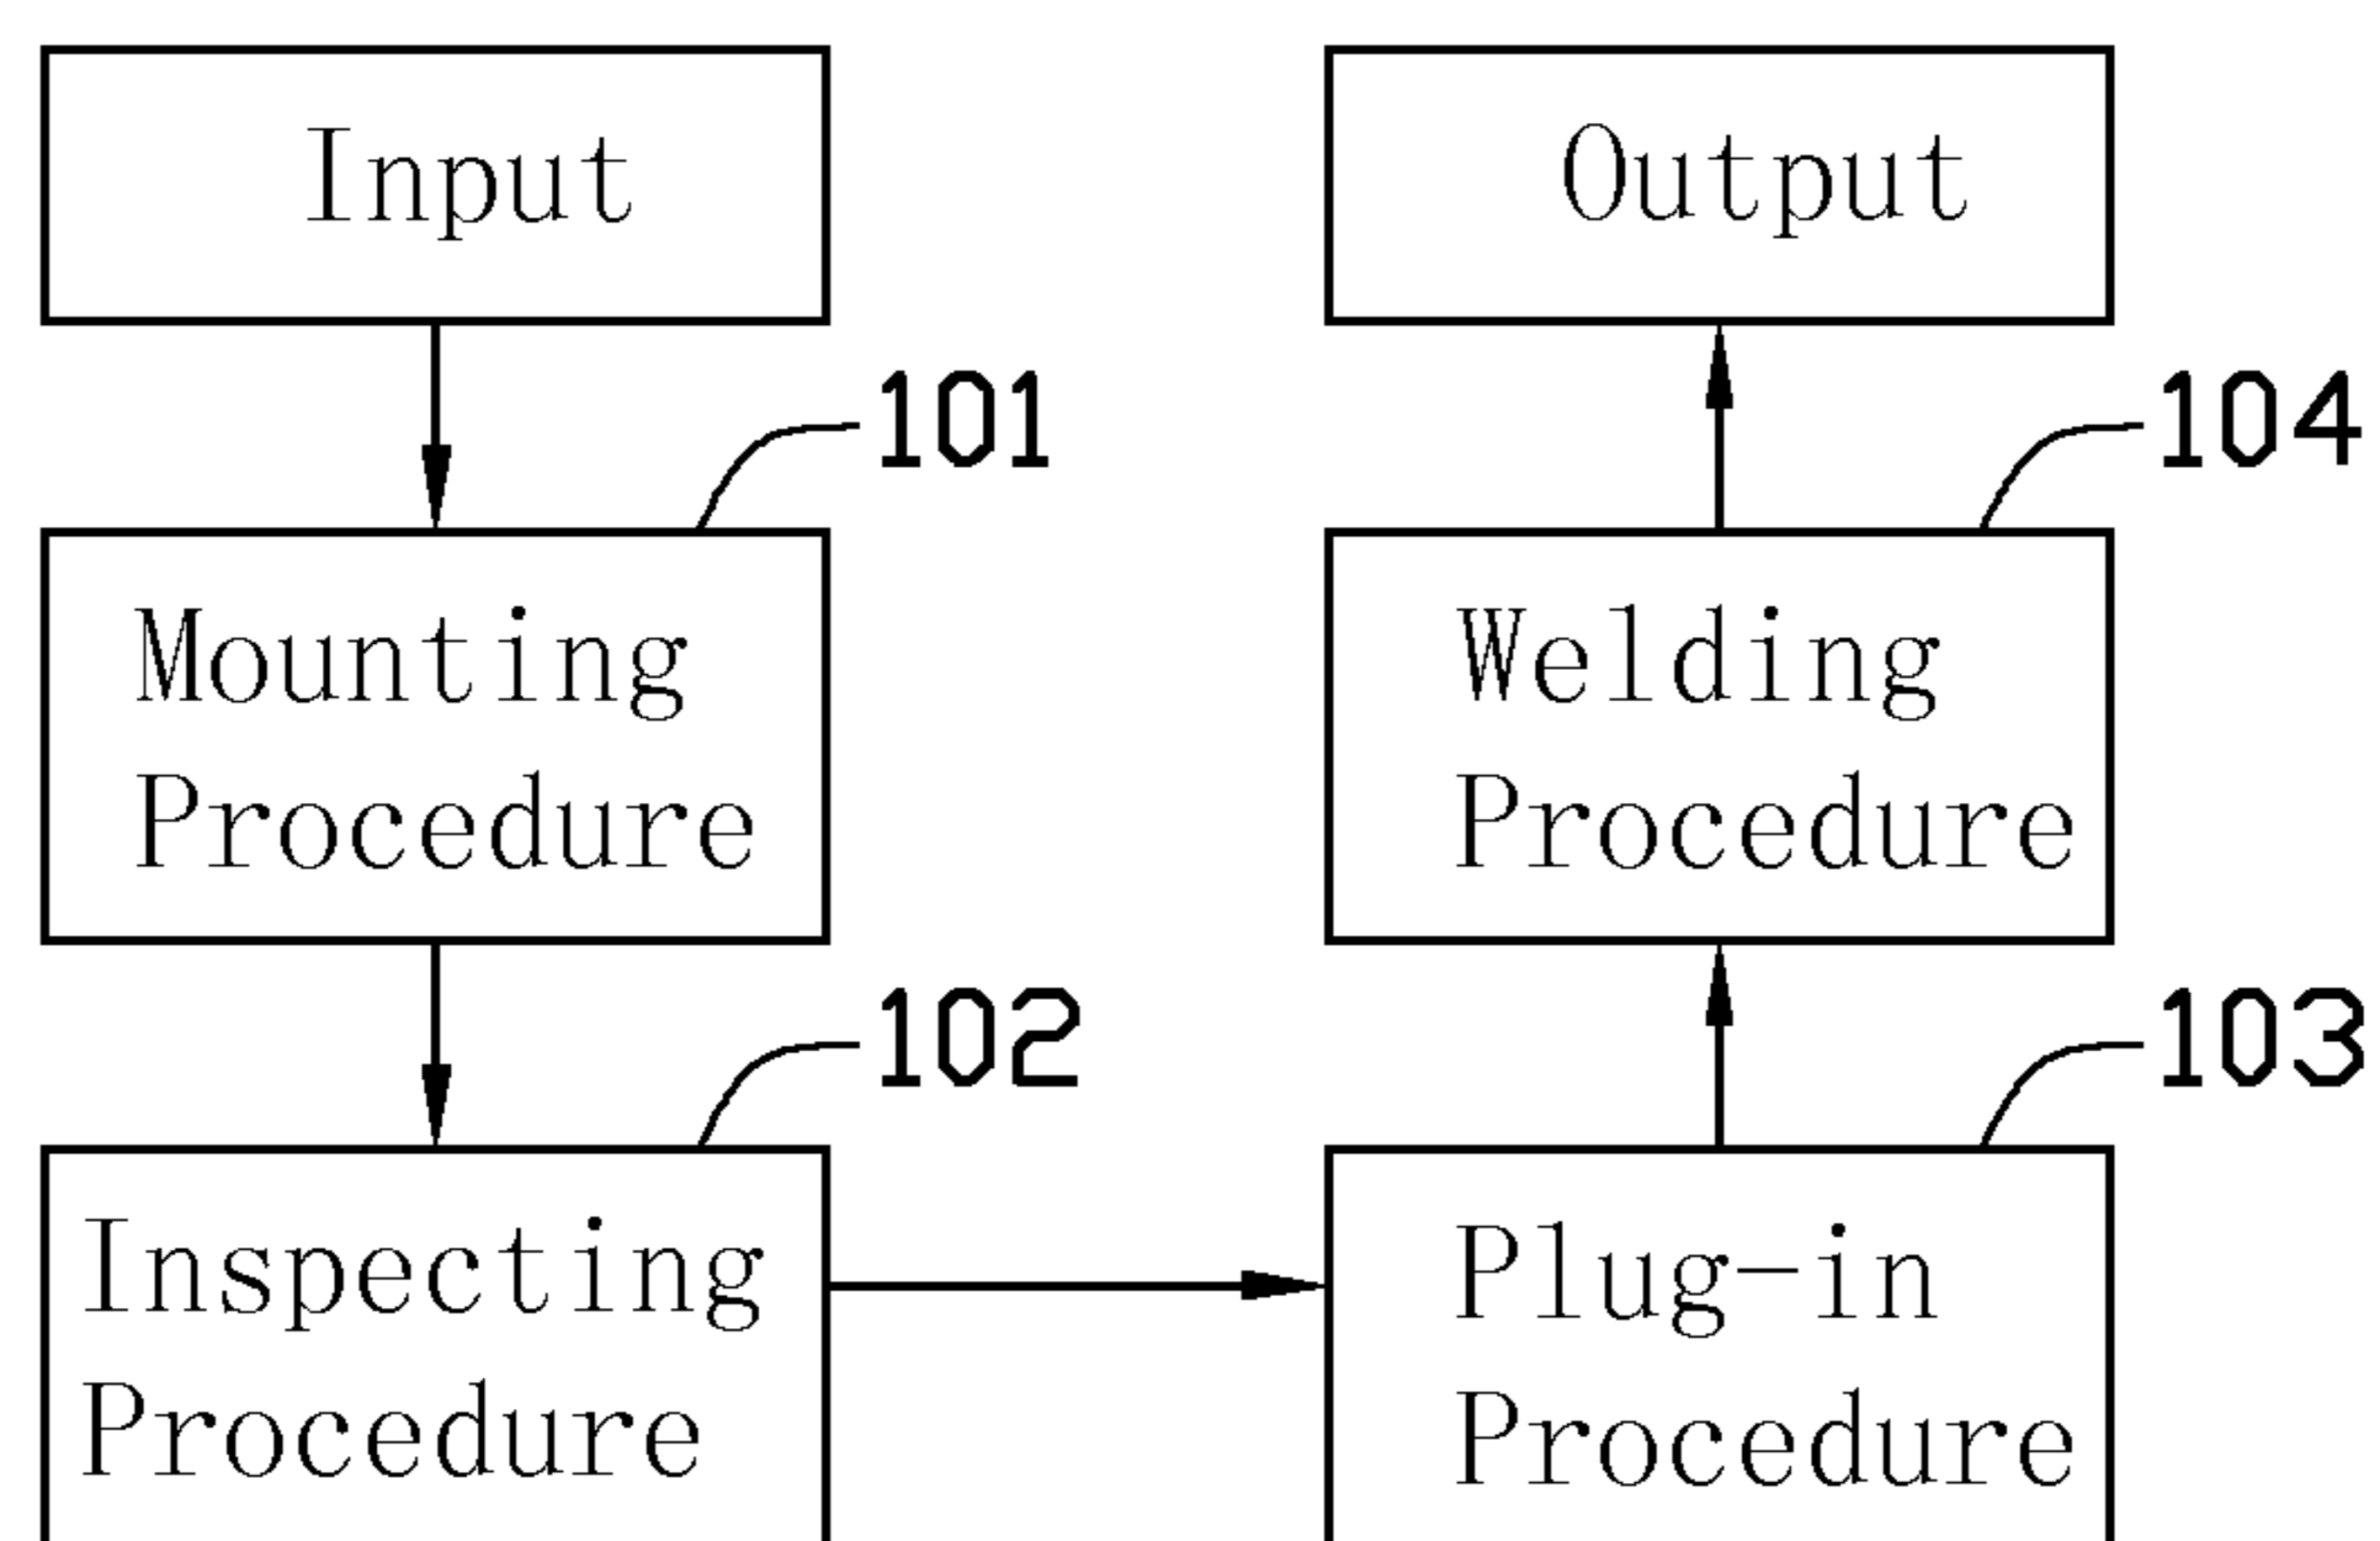 Input
101
Mounting
Procedure
102
Inspecting
Procedure
Output
104
Welding
Procedure
103
Plug-in
Procedure